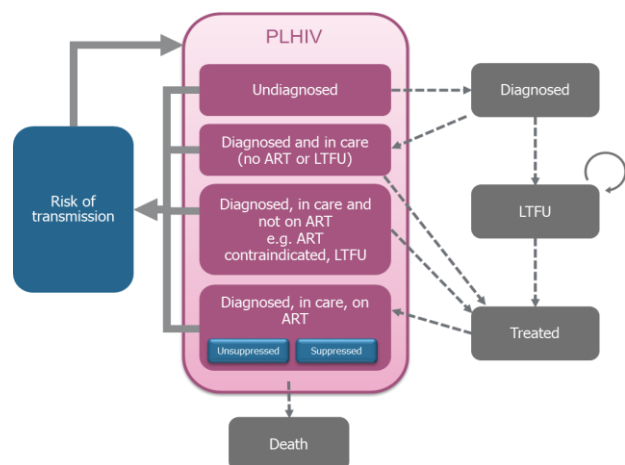 PLHIV
Undiagnosed
Diagnosed
Diagnosed and in care
(no ART or LTFU)
Risk of
transmission
Diagnosed, in care and
not on ART
e.g. ART
contraindicated, LTFU
LTFU
Diagnosed, in care, on
ART
Unsuppressed
Suppressed
Treated
Death